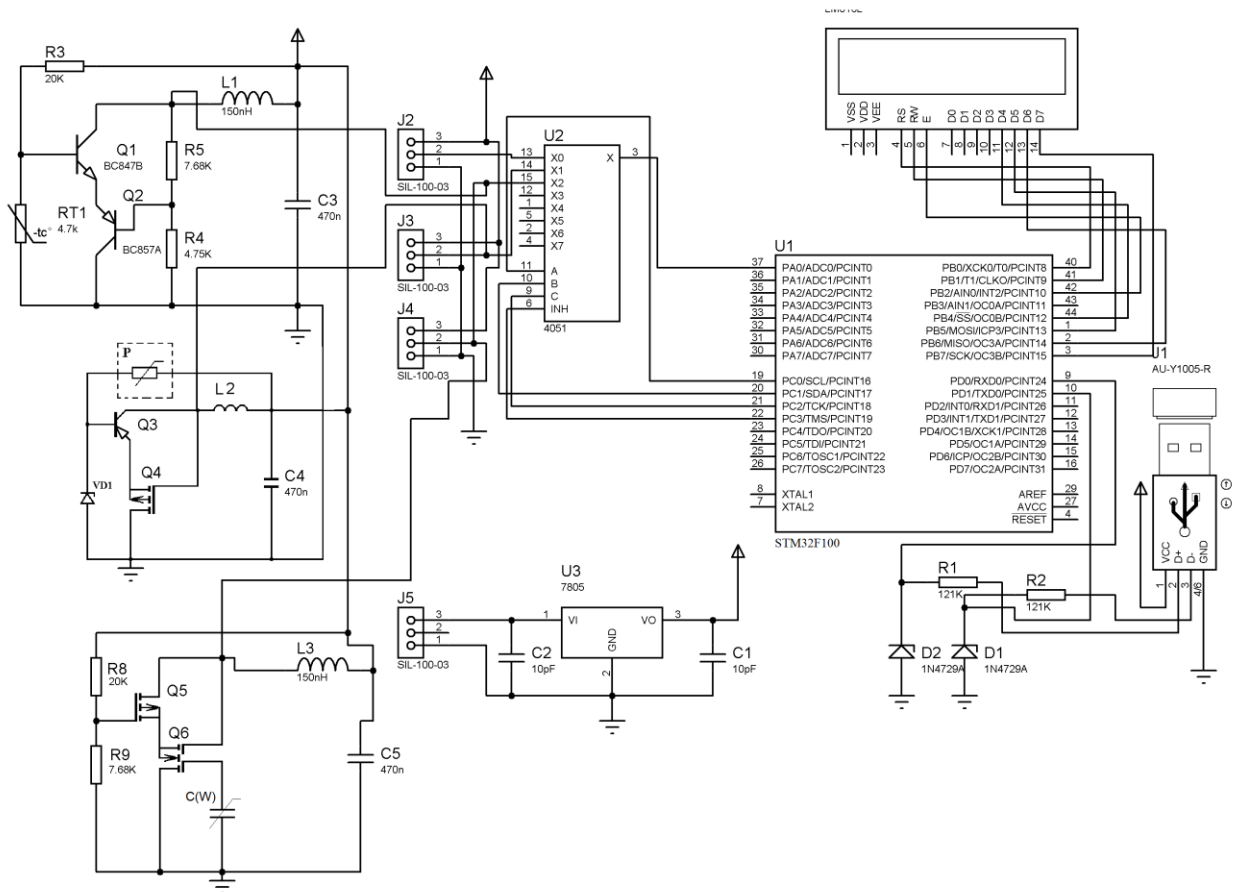 R3
20K
L1
150nH
Q1
BC847B
R5
7.68K
Q2
RT1
4.7k
-tc°
BC857A
R4
4.75K
C3
470n
P
L2
Q3
Q4
VD1
C4
470n
R8
20K
Q5
L3
150nH
Q6
R9
7.68K
C(W)
C5
470n
J2
3
2
1
SIL-100-03
J3
3
2
1
SIL-100-03
J4
3
2
1
SIL-100-03
J5
3
2
1
SIL-100-03
U2
13 X0 X 3
14 X1
15 X2
12 X3
1 X4
5 X5
2 X6
4 X7
11 A
10 B
9 C
6 INH
4051
U3
7805
1 VI VO 3
GND
2
C2
10pF
C1
10pF
VSS VDD VEE RS RW E D0 D1 D2 D3 D4 D5 D6 D7
1 2 3 4 5 6 7 8 9 10 11 12 13 14
U1
37 PA0/ADC0/PCINT0 PB0/XCK0/T0/PCINT8 40
36 PA1/ADC1/PCINT1 PB1/T1/CLKO/PCINT9 41
35 PA2/ADC2/PCINT2 PB2/AIN0/INT2/PCINT10 42
34 PA3/ADC3/PCINT3 PB3/AIN1/OC0A/PCINT11 43
33 PA4/ADC4/PCINT4 PB4/SS/OC0B/PCINT12 44
32 PA5/ADC5/PCINT5 PB5/MOSI/ICP3/PCINT13 1
31 PA6/ADC6/PCINT6 PB6/MISO/OC3A/PCINT14 2
30 PA7/ADC7/PCINT7 PB7/SCK/OC3B/PCINT15 3
19 PC0/SCL/PCINT16 PD0/RXD0/PCINT24 9
20 PC1/SDA/PCINT17 PD1/TXD0/PCINT25 10
21 PC2/TCK/PCINT18 PD2/INT0/RXD1/PCINT26 11
22 PC3/TMS/PCINT19 PD3/INT1/TXD1/PCINT27 12
23 PC4/TDO/PCINT20 PD4/OC1B/XCK1/PCINT28 13
24 PC5/TDI/PCINT21 PD5/OC1A/PCINT29 14
25 PC6/TOSC1/PCINT22 PD6/ICP/OC2B/PCINT30 15
26 PC7/TOSC2/PCINT23 PD7/OC2A/PCINT31 16
8 XTAL1 AREF 29
7 XTAL2 AVCC 27
RESET 4
STM32F100
J1
AU-Y1005-R
VCC D+ D- GND
1 2 3 4/6
R1
121K
R2
121K
D2
1N4729A
D1
1N4729A